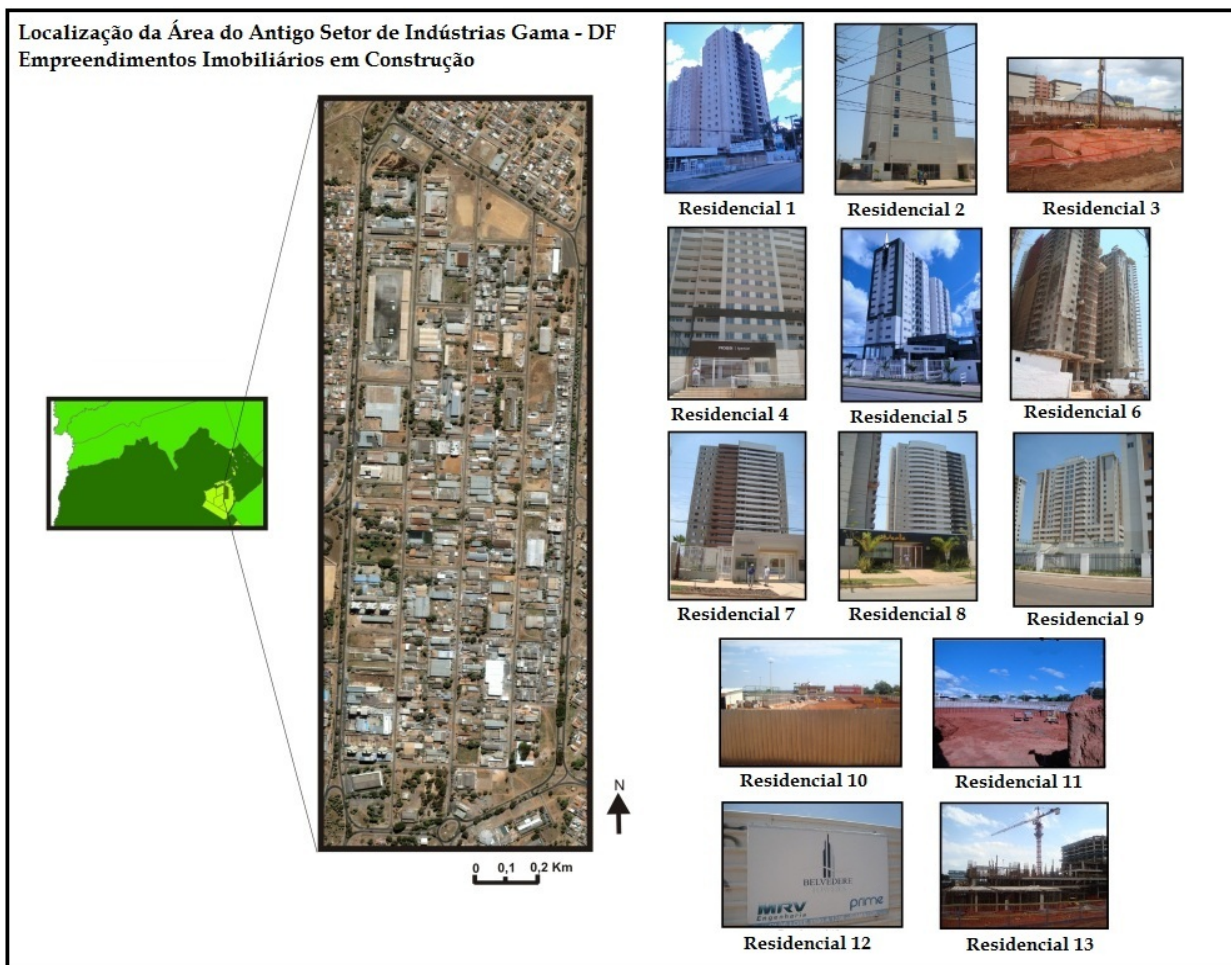 Localização da Área do Antigo Setor de Indústrias Gama - DF
Empreendimentos Imobiliários em Construção
Residencial 1
Residencial 2
Residencial 3
Residencial 4
Residencial 5
Residencial 6
Residencial 7
Residencial 8
Residencial 9
Residencial 10
Residencial 11
N
0 0,1 0,2 Km
BELVEDERE
MRV
Engenharia
prime
Residencial 12
Residencial 13